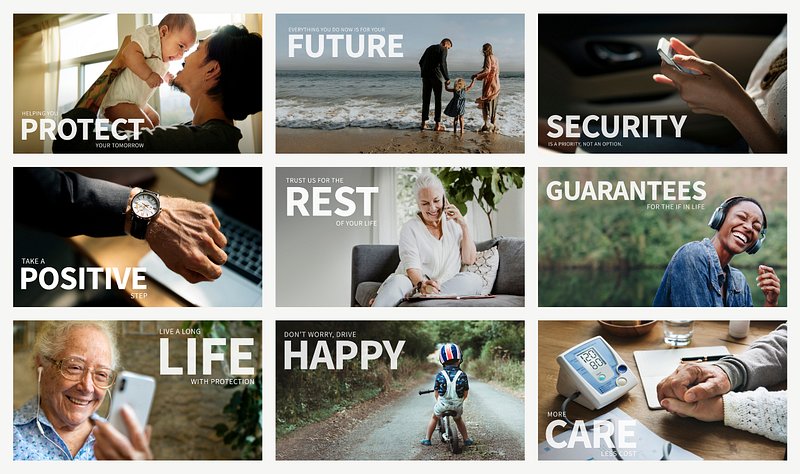 HELPING YOU
PROTECT
YOUR TOMORROW
EVERYTHING YOU DO NOW IS FOR YOUR
FUTURE
SECURITY
IS A PRIORITY, NOT AN OPTION.
TAKE A
POSITIVE
STEP
TRUST US FOR THE
REST
OF YOUR LIFE
GUARANTEES
FOR THE IF IN LIFE
LIVE A LONG
LIFE
WITH PROTECTION
DON'T WORRY, DRIVE
HAPPY
MORE
CARE
LESS COST